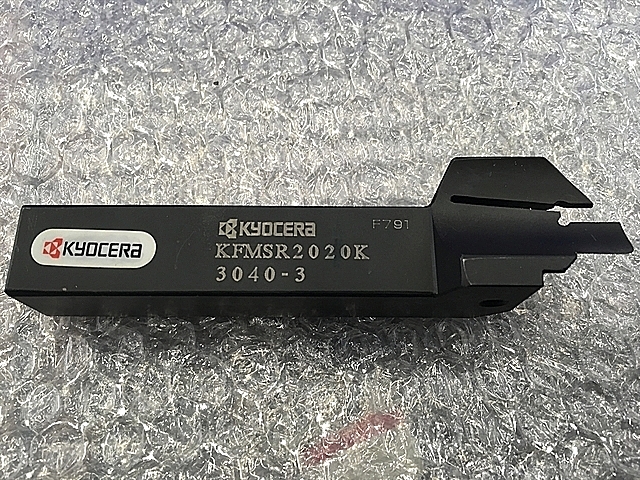 KYOCERA
KYOCERA
F791
KFMSR2020K
3040-3